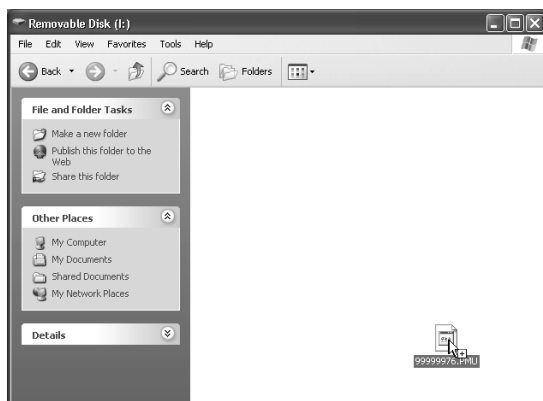 Removable Disk (I:)
File Edit View Favorites Tools Help
Back Search Folders
File and Folder Tasks
Make a new folder
Publish this folder to the
Web
Share this folder
Other Places
My Computer
My Documents
Shared Documents
My Network Places
Details
99999976.PMU